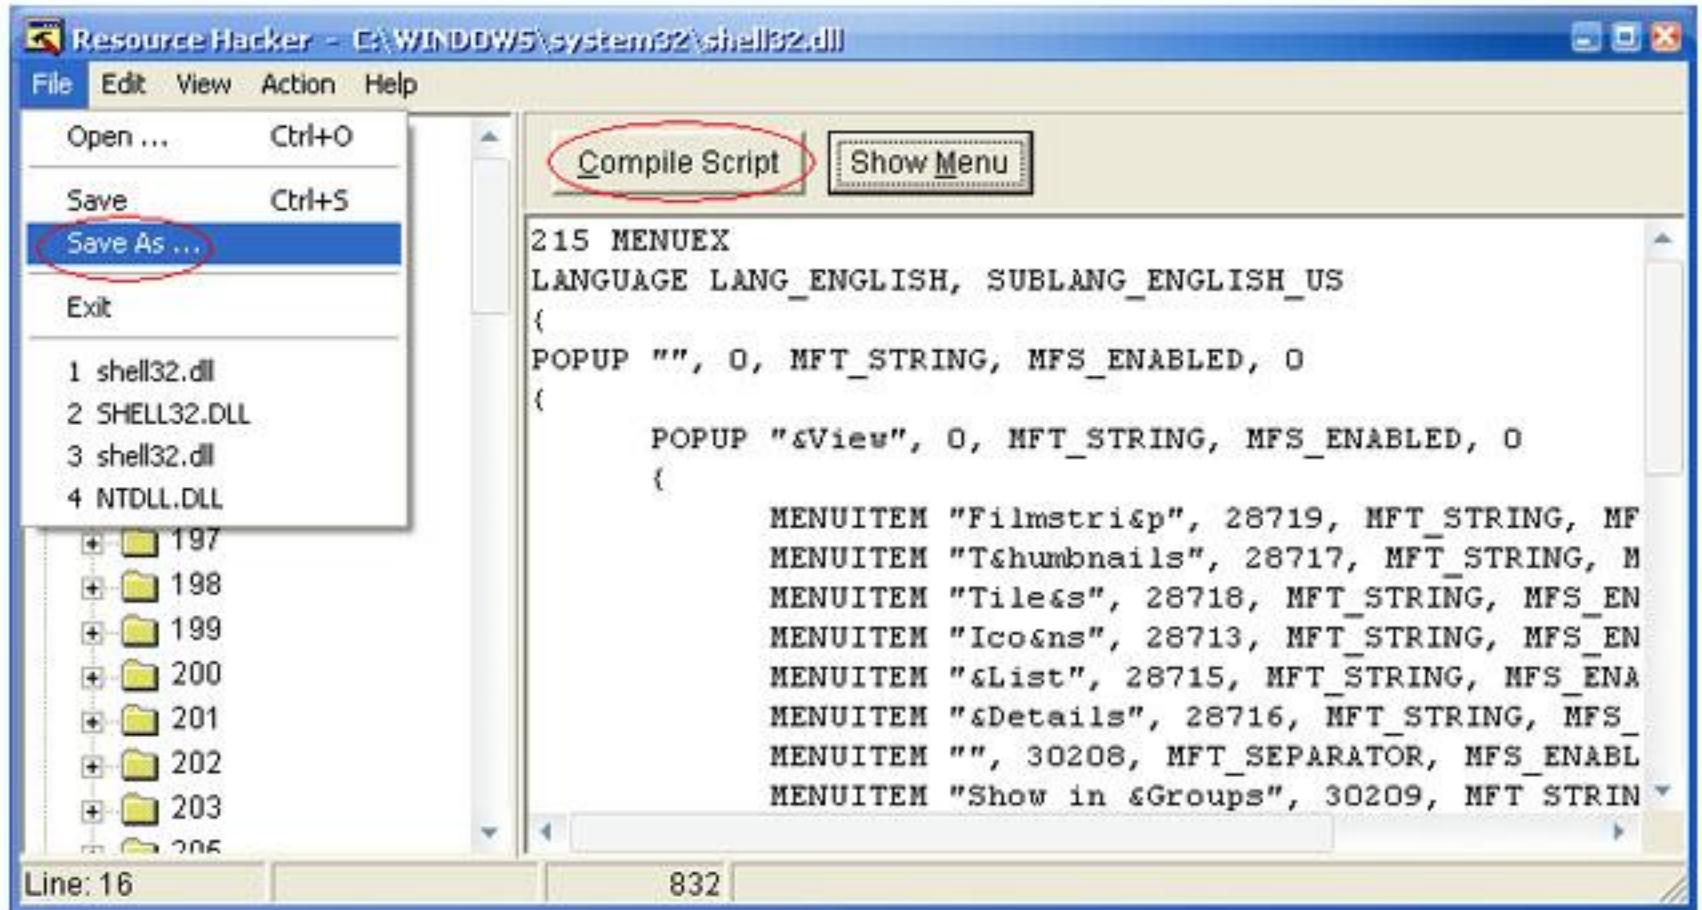 Resource Hacker - E:\WINDOWS\system32\shell32.dll
File Edit View Action Help
Open ... Ctrl+O
Save Ctrl+S
Save As ...
Exit
1 shell32.dll
2 SHELL32.DLL
3 shell32.dll
4 NTDLL.DLL
197
198
199
200
201
202
203
205
Compile Script Show Menu
215 MENUEX
LANGUAGE LANG_ENGLISH, SUBLANG_ENGLISH_US
{
POPUP "", 0, MFT_STRING, MFS_ENABLED, 0
{
POPUP "&View", 0, MFT_STRING, MFS_ENABLED, 0
{
MENUITEM "Filmstri&p", 28719, MFT_STRING, MF
MENUITEM "T&humbnails", 28717, MFT_STRING, M
MENUITEM "Tile&s", 28718, MFT_STRING, MFS_EN
MENUITEM "Ico&ns", 28713, MFT_STRING, MFS_EN
MENUITEM "&List", 28715, MFT_STRING, MFS_ENA
MENUITEM "&Details", 28716, MFT_STRING, MFS_
MENUITEM "", 30208, MFT_SEPARATOR, MFS_ENABL
MENUITEM "Show in &Groups", 30209, MFT STRIN
Line: 16 832